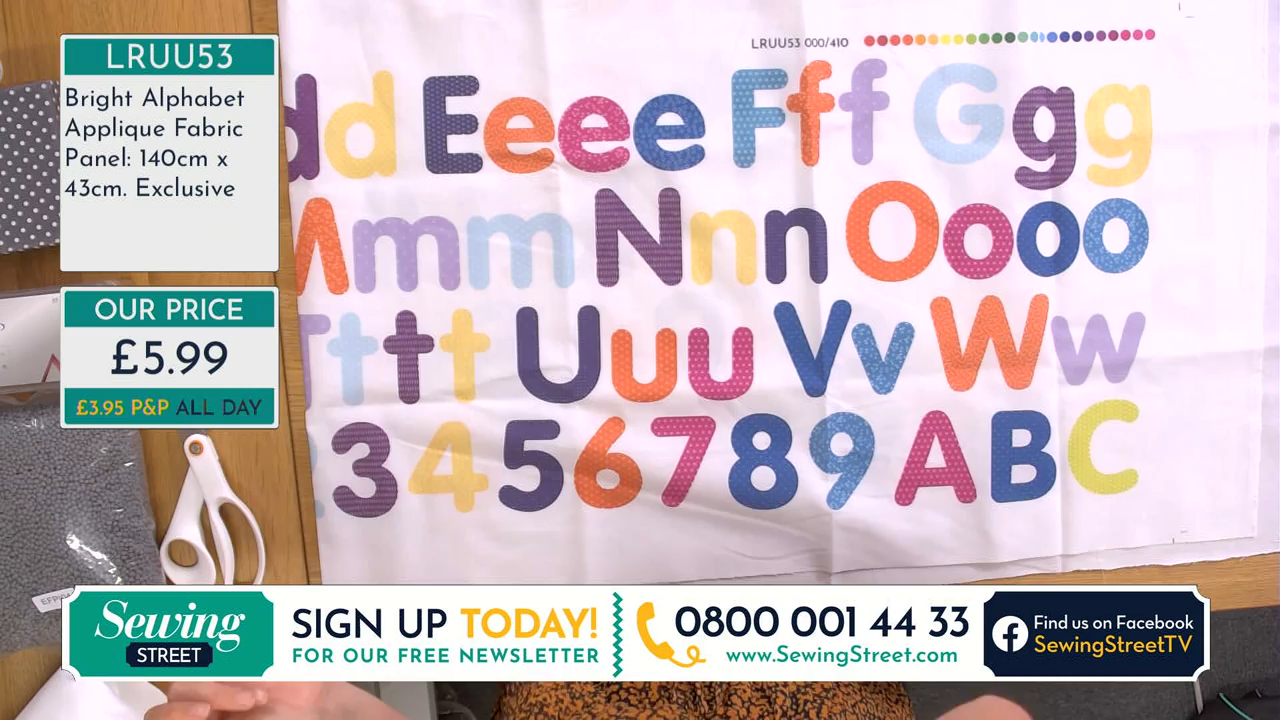 LRUU53
Bright Alphabet
Applique Fabric
Panel: 140cm x
43cm. Exclusive
OUR PRICE
£5.99
£3.95 P&P ALL DAY
LRUU53 000/410
dd Eeee Fff Ggg
Mmm Nnn Oooo
ttt Uuu Vv Ww
3456789ABC
Sewing
STREET
SIGN UP TODAY!
FOR OUR FREE NEWSLETTER
0800 001 44 33
www.SewingStreet.com
Find us on Facebook
SewingStreetTV